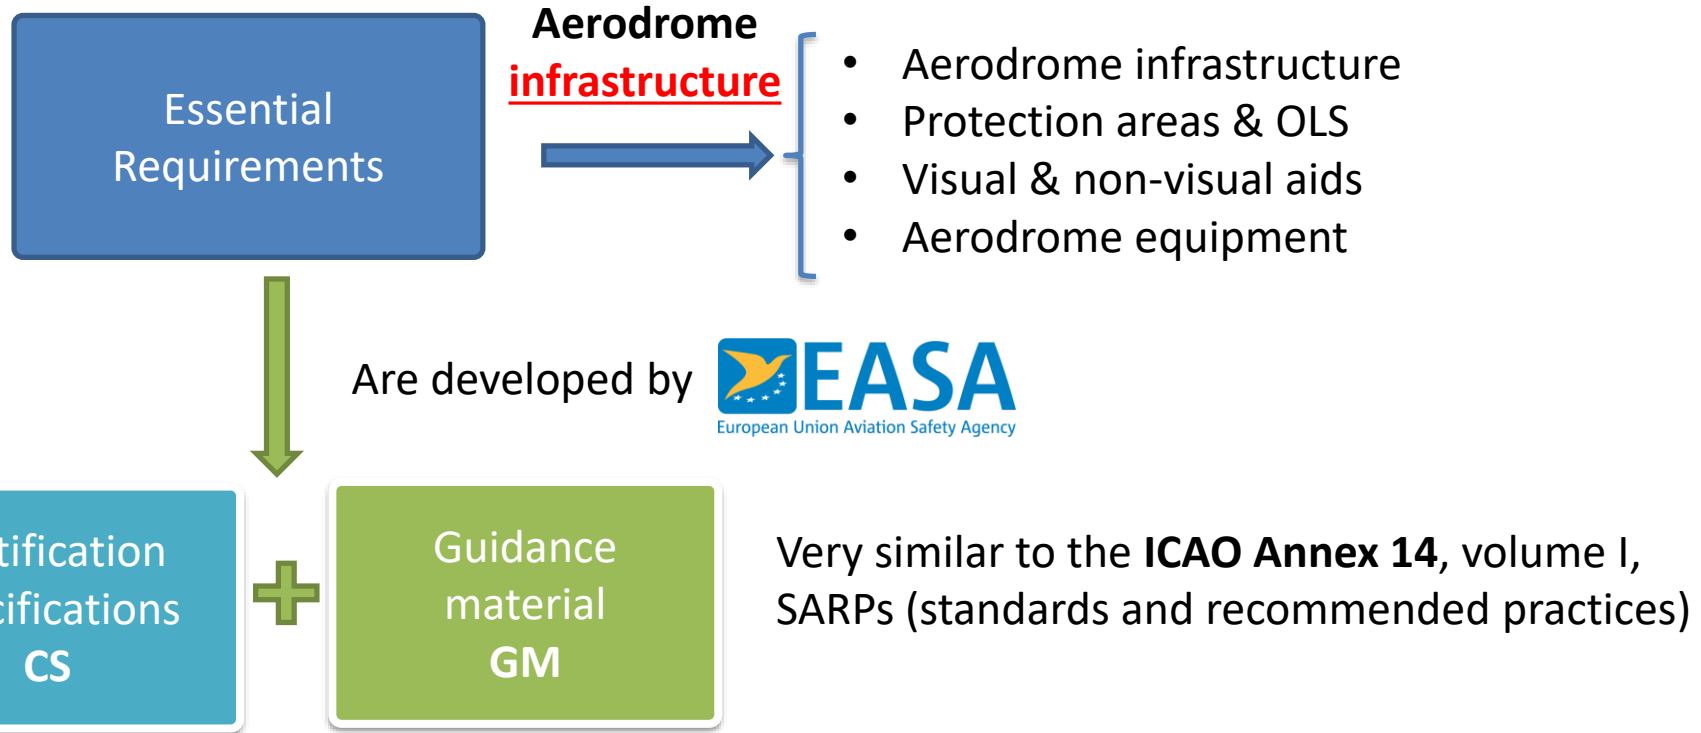 Essential
Requirements
Aerodrome
infrastructure
• Aerodrome infrastructure
• Protection areas & OLS
• Visual & non-visual aids
• Aerodrome equipment
Are developed by
EASA
European Union Aviation Safety Agency
tification
cifications
CS
Guidance
material
GM
Very similar to the ICAO Annex 14, volume I,
SARPs (standards and recommended practices)